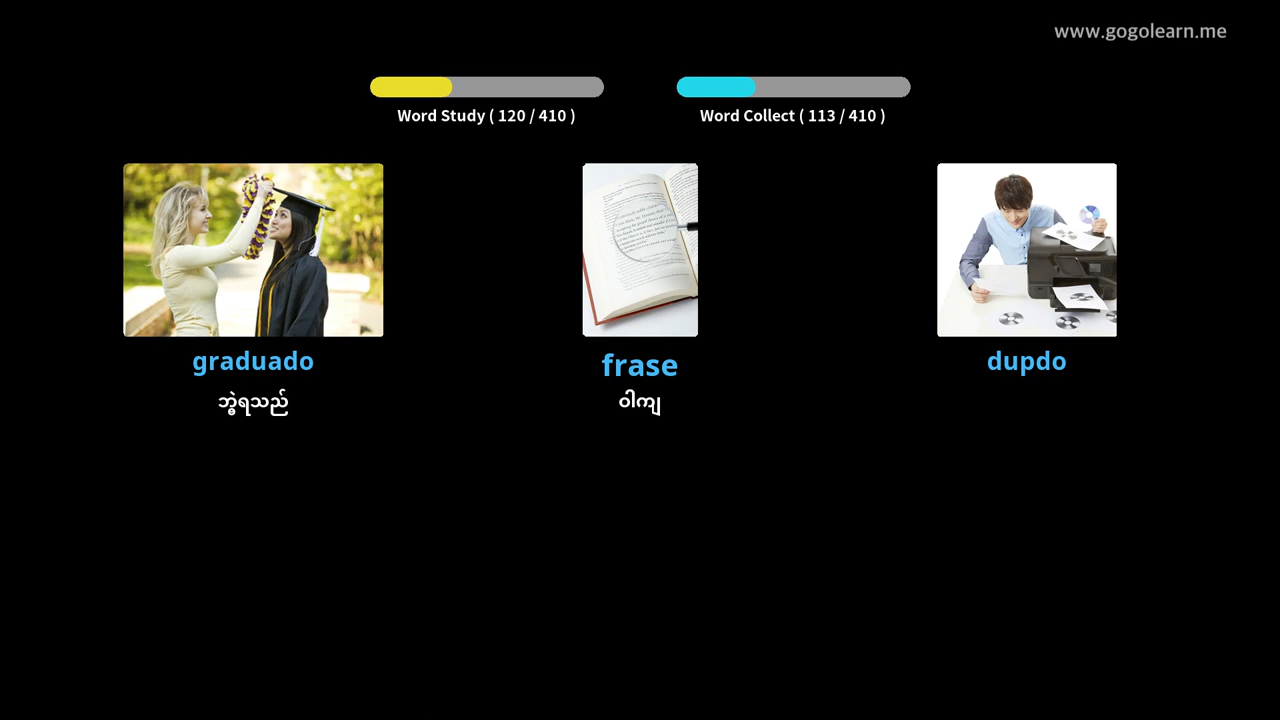 www.gogolearn.me
Word Study ( 120 / 410 )
Word Collect ( 113 / 410 )
graduado
frase
dupdo
ဘွဲ့ရသည်
ဝါကျ